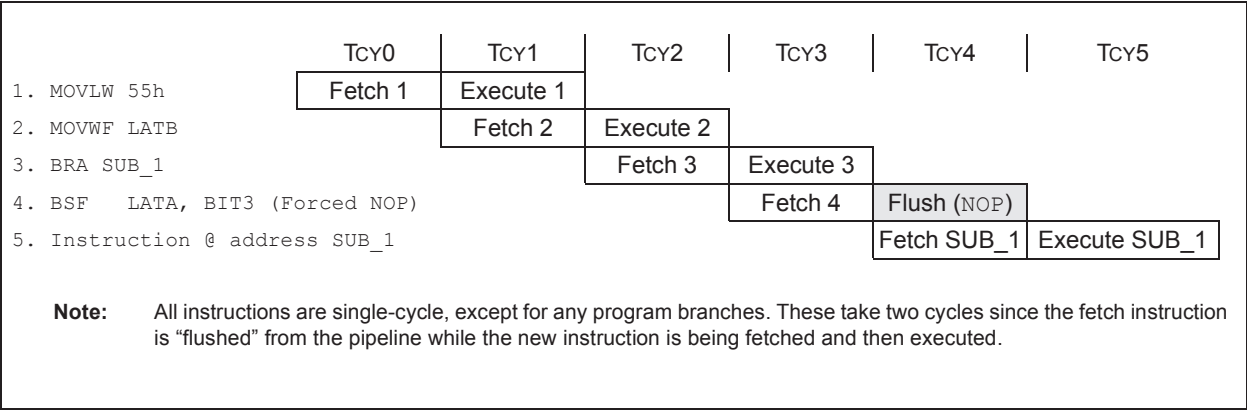 TCY0 TCY1 TCY2 TCY3 TCY4 TCY5
1. MOVLW 55h Fetch 1 Execute 1
2. MOVWF LATB Fetch 2 Execute 2
3. BRA SUB_1 Fetch 3 Execute 3
4. BSF LATA, BIT3 (Forced NOP) Fetch 4 Flush (NOP)
5. Instruction @ address SUB_1 Fetch SUB_1 Execute SUB_1
Note: All instructions are single-cycle, except for any program branches. These take two cycles since the fetch instruction
is “flushed” from the pipeline while the new instruction is being fetched and then executed.